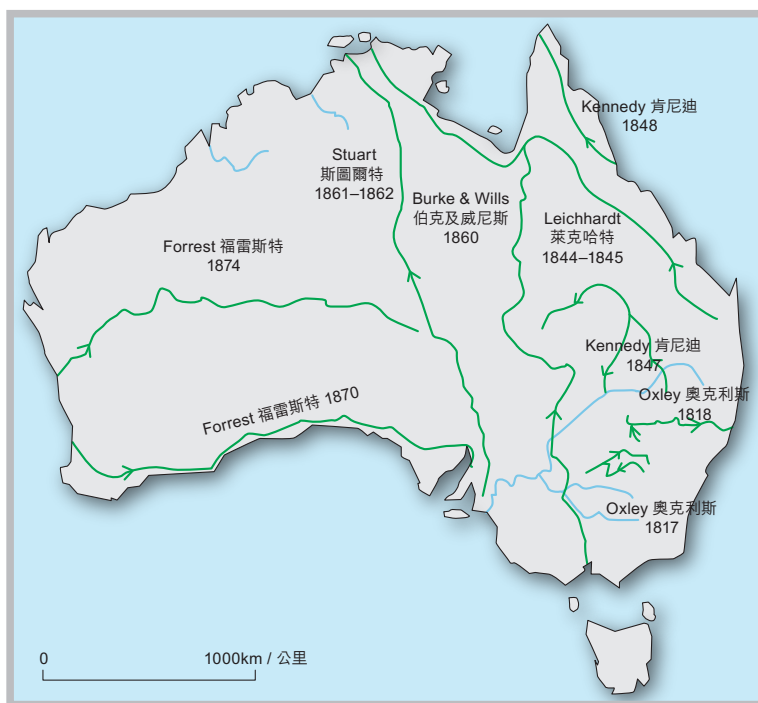 Kennedy 肯尼迪
1848
Stuart
斯圖爾特
1861–1862
Burke & Wills
伯克及威尼斯
1860
Leichhardt
萊克哈特
1844–1845
Forrest 福雷斯特
1874
Kennedy 肯尼迪
1847
Oxley 奧克利斯
1818
Forrest 福雷斯特 1870
Oxley 奧克利斯
1817
0 1000km / 公里